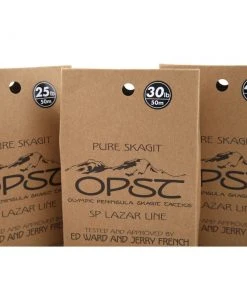 25lb
50m
30lb
50m
PURE SKAGIT
OPST
OLYMPIC PENINSULA SKAGIT TACTICS
SP LAZAR LINE
TESTED AND APPROVED BY
ED WARD AND JERRY FRENCH